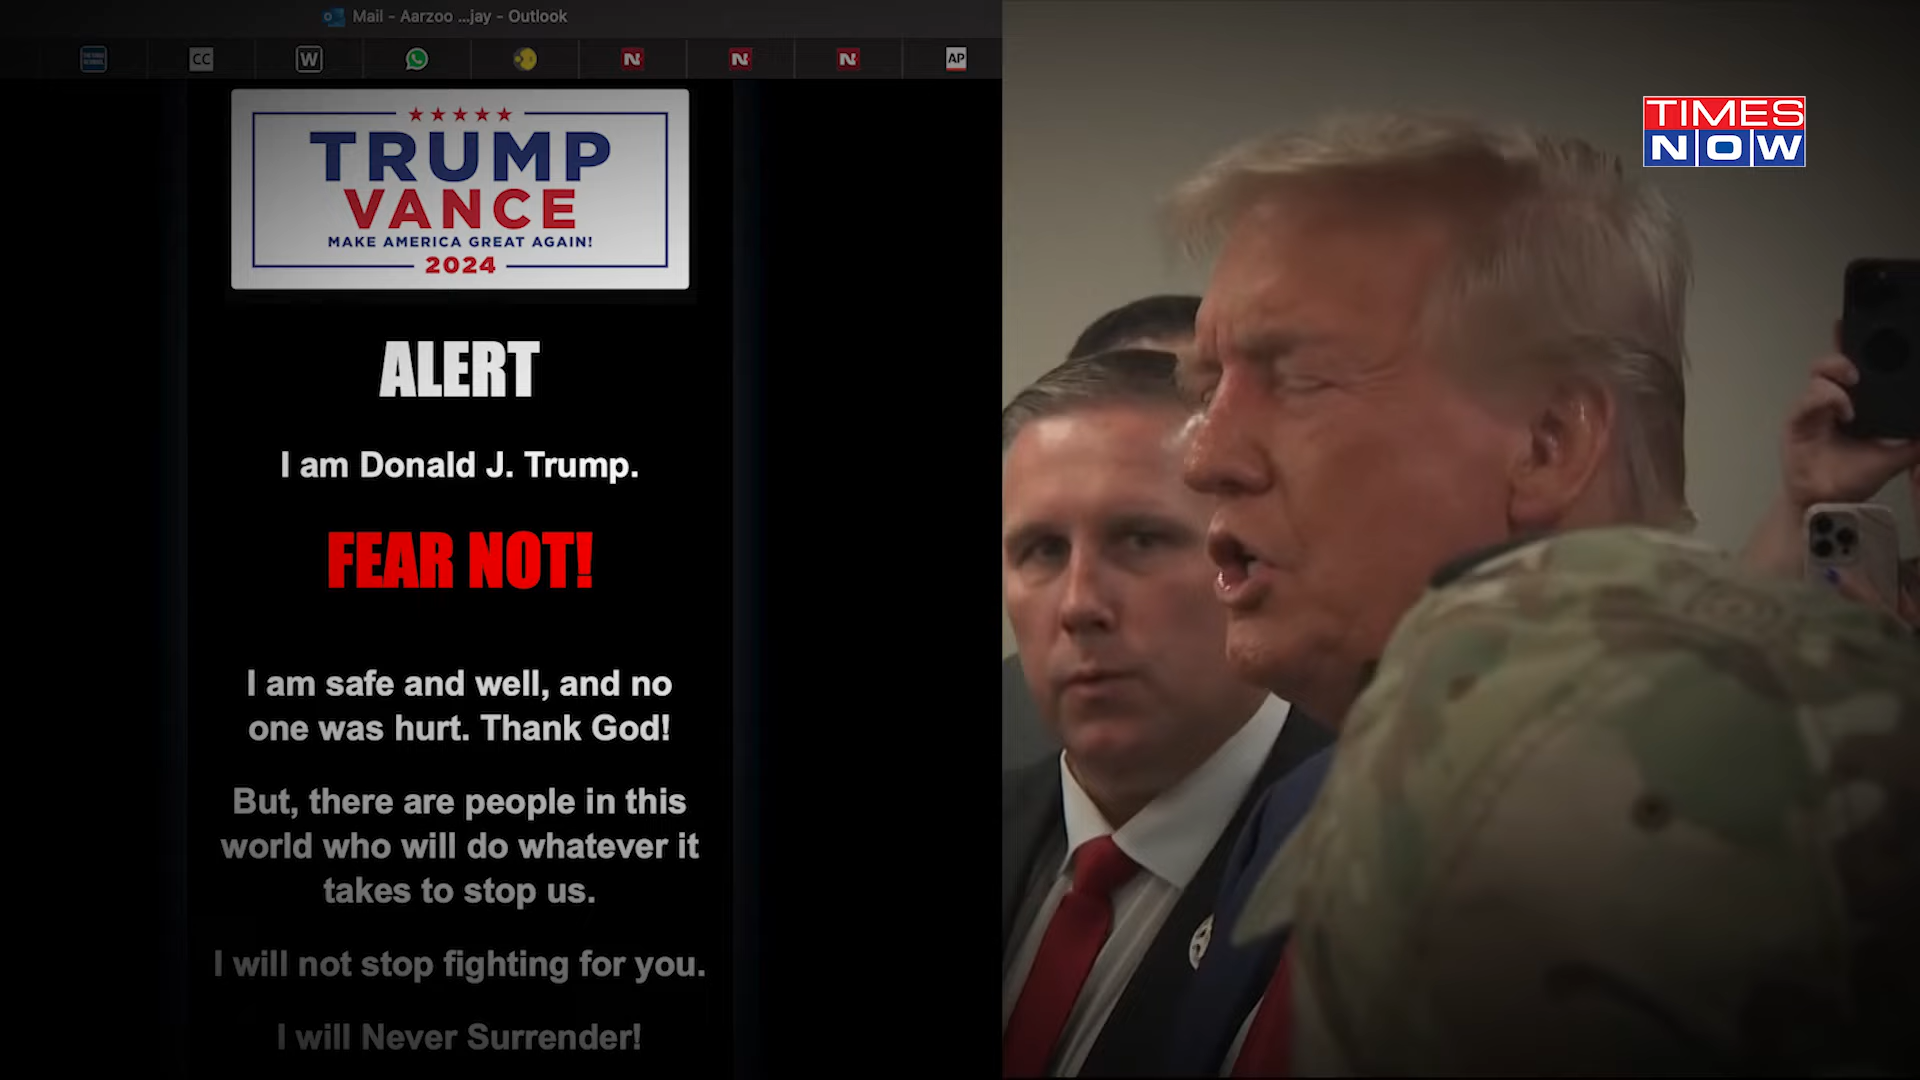 Mail - Aarzoo ...jay - Outlook
CC
W
N
N
N
AP
TRUMP
VANCE
MAKE AMERICA GREAT AGAIN!
2024
ALERT
I am Donald J. Trump.
FEAR NOT!
I am safe and well, and no
one was hurt. Thank God!
But, there are people in this
world who will do whatever it
takes to stop us.
I will not stop fighting for you.
I will Never Surrender!
TIMES
NOW